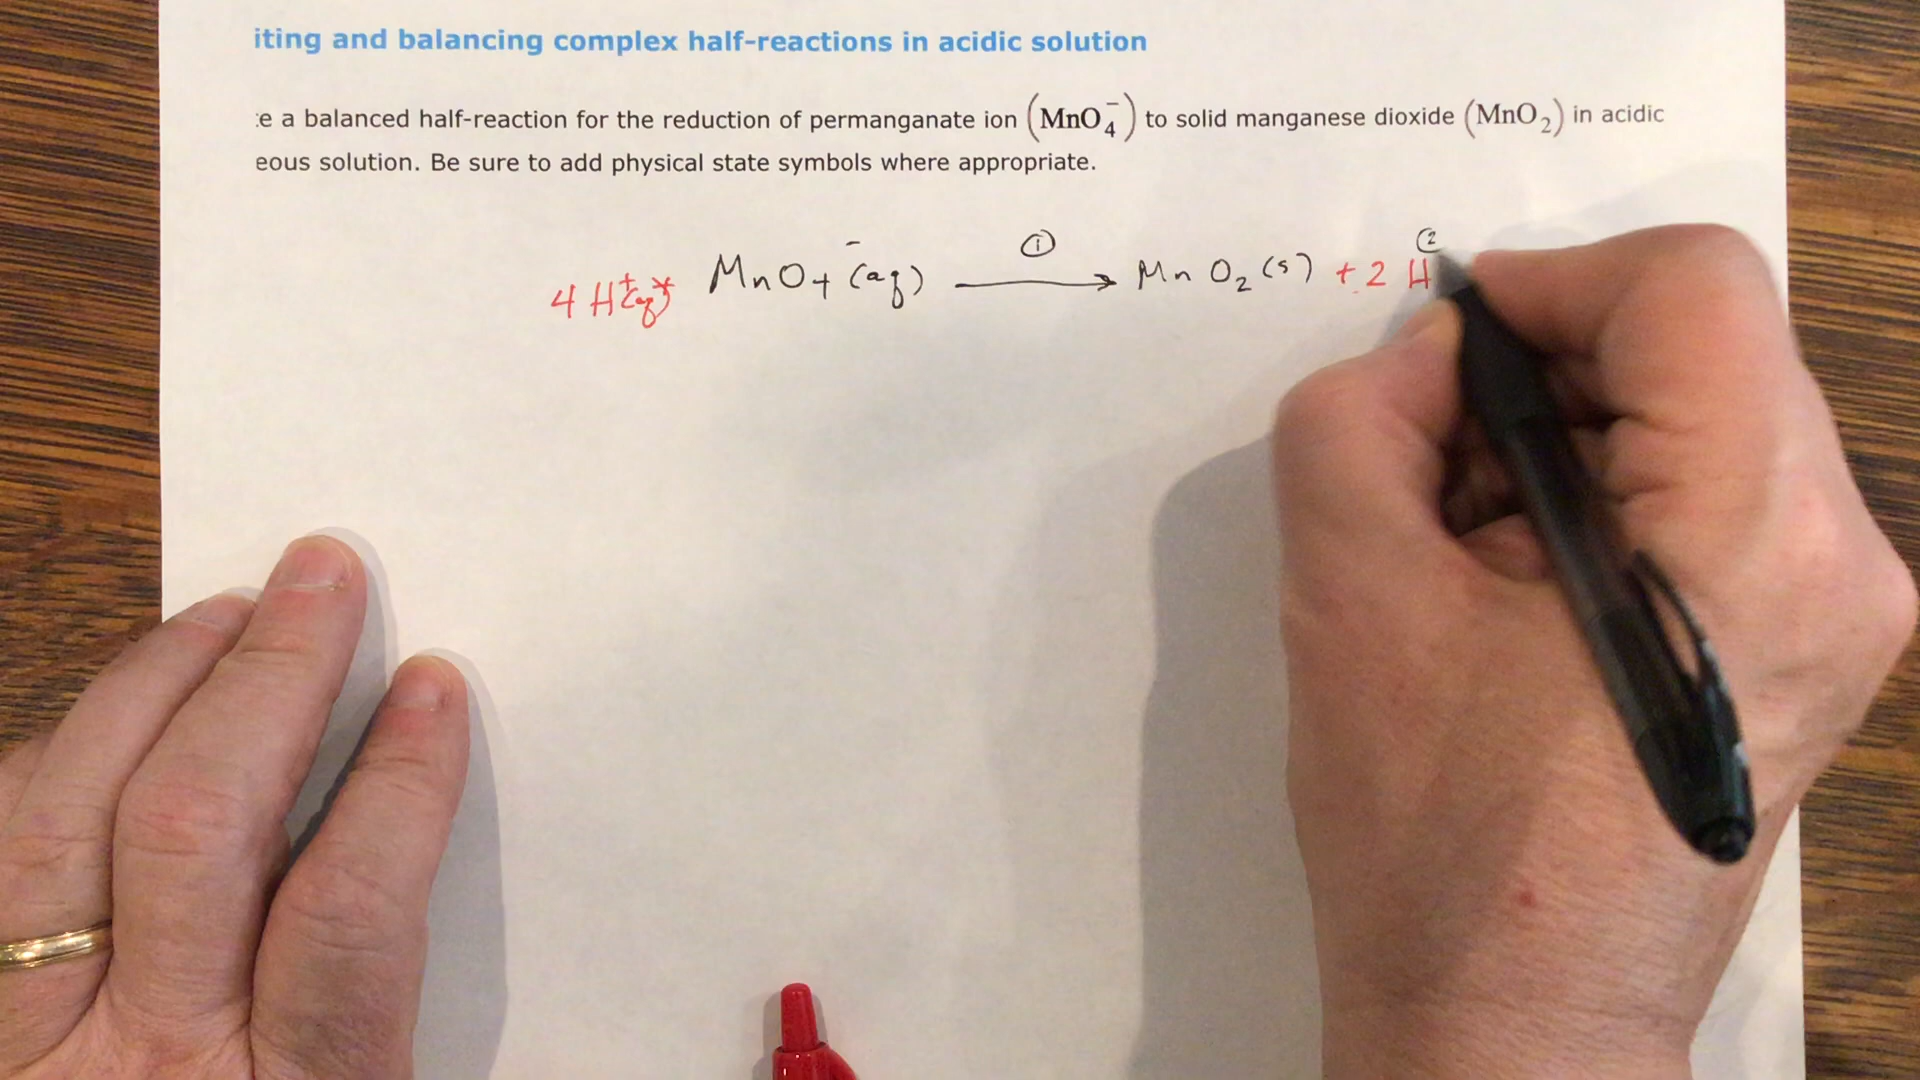 iting and balancing complex half-reactions in acidic solution
e a balanced half-reaction for the reduction of permanganate ion (MnO₄⁻) to solid manganese dioxide (MnO₂) in acidic
eous solution. Be sure to add physical state symbols where appropriate.
① ②
4 H⁺(aq) + MnO₄⁻(aq) → MnO₂(s) + 2 H